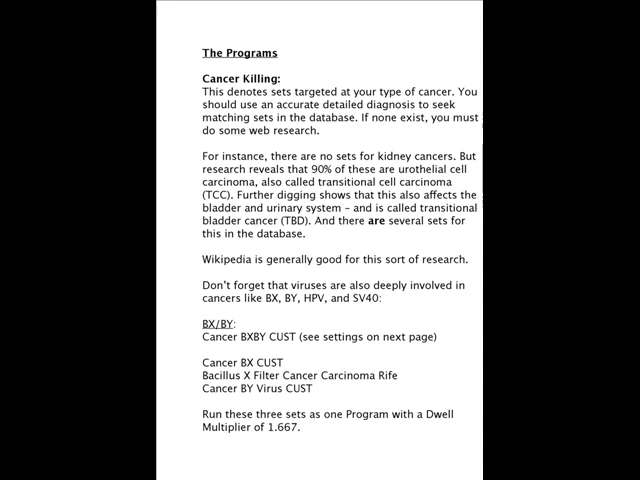 The Programs
Cancer Killing:
This denotes sets targeted at your type of cancer. You
should use an accurate detailed diagnosis to seek
matching sets in the database. If none exist, you must
do some web research.
For instance, there are no sets for kidney cancers. But
research reveals that 90% of these are urothelial cell
carcinoma, also called transitional cell carcinoma
(TCC). Further digging shows that this also affects the
bladder and urinary system – and is called transitional
bladder cancer (TBD). And there are several sets for
this in the database.
Wikipedia is generally good for this sort of research.
Don't forget that viruses are also deeply involved in
cancers like BX, BY, HPV, and SV40:
BX/BY:
Cancer BXBY CUST (see settings on next page)
Cancer BX CUST
Bacillus X Filter Cancer Carcinoma Rife
Cancer BY Virus CUST
Run these three sets as one Program with a Dwell
Multiplier of 1.667.